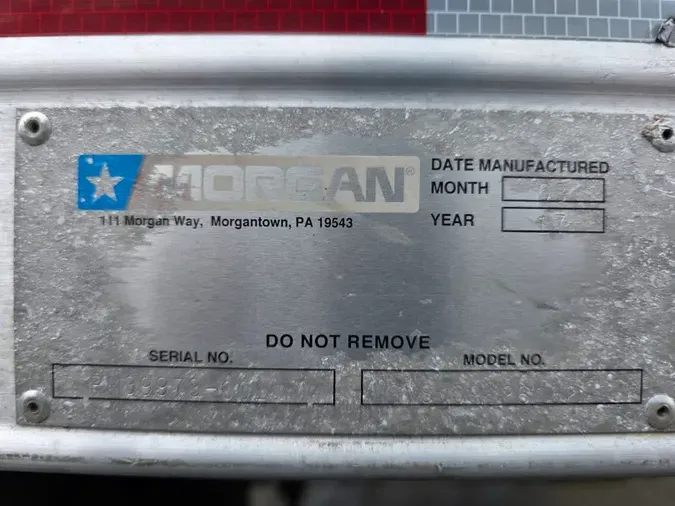 MORGAN®
111 Morgan Way, Morgantown, PA 19543
DATE MANUFACTURED
MONTH
YEAR
DO NOT REMOVE
SERIAL NO.
MODEL NO.